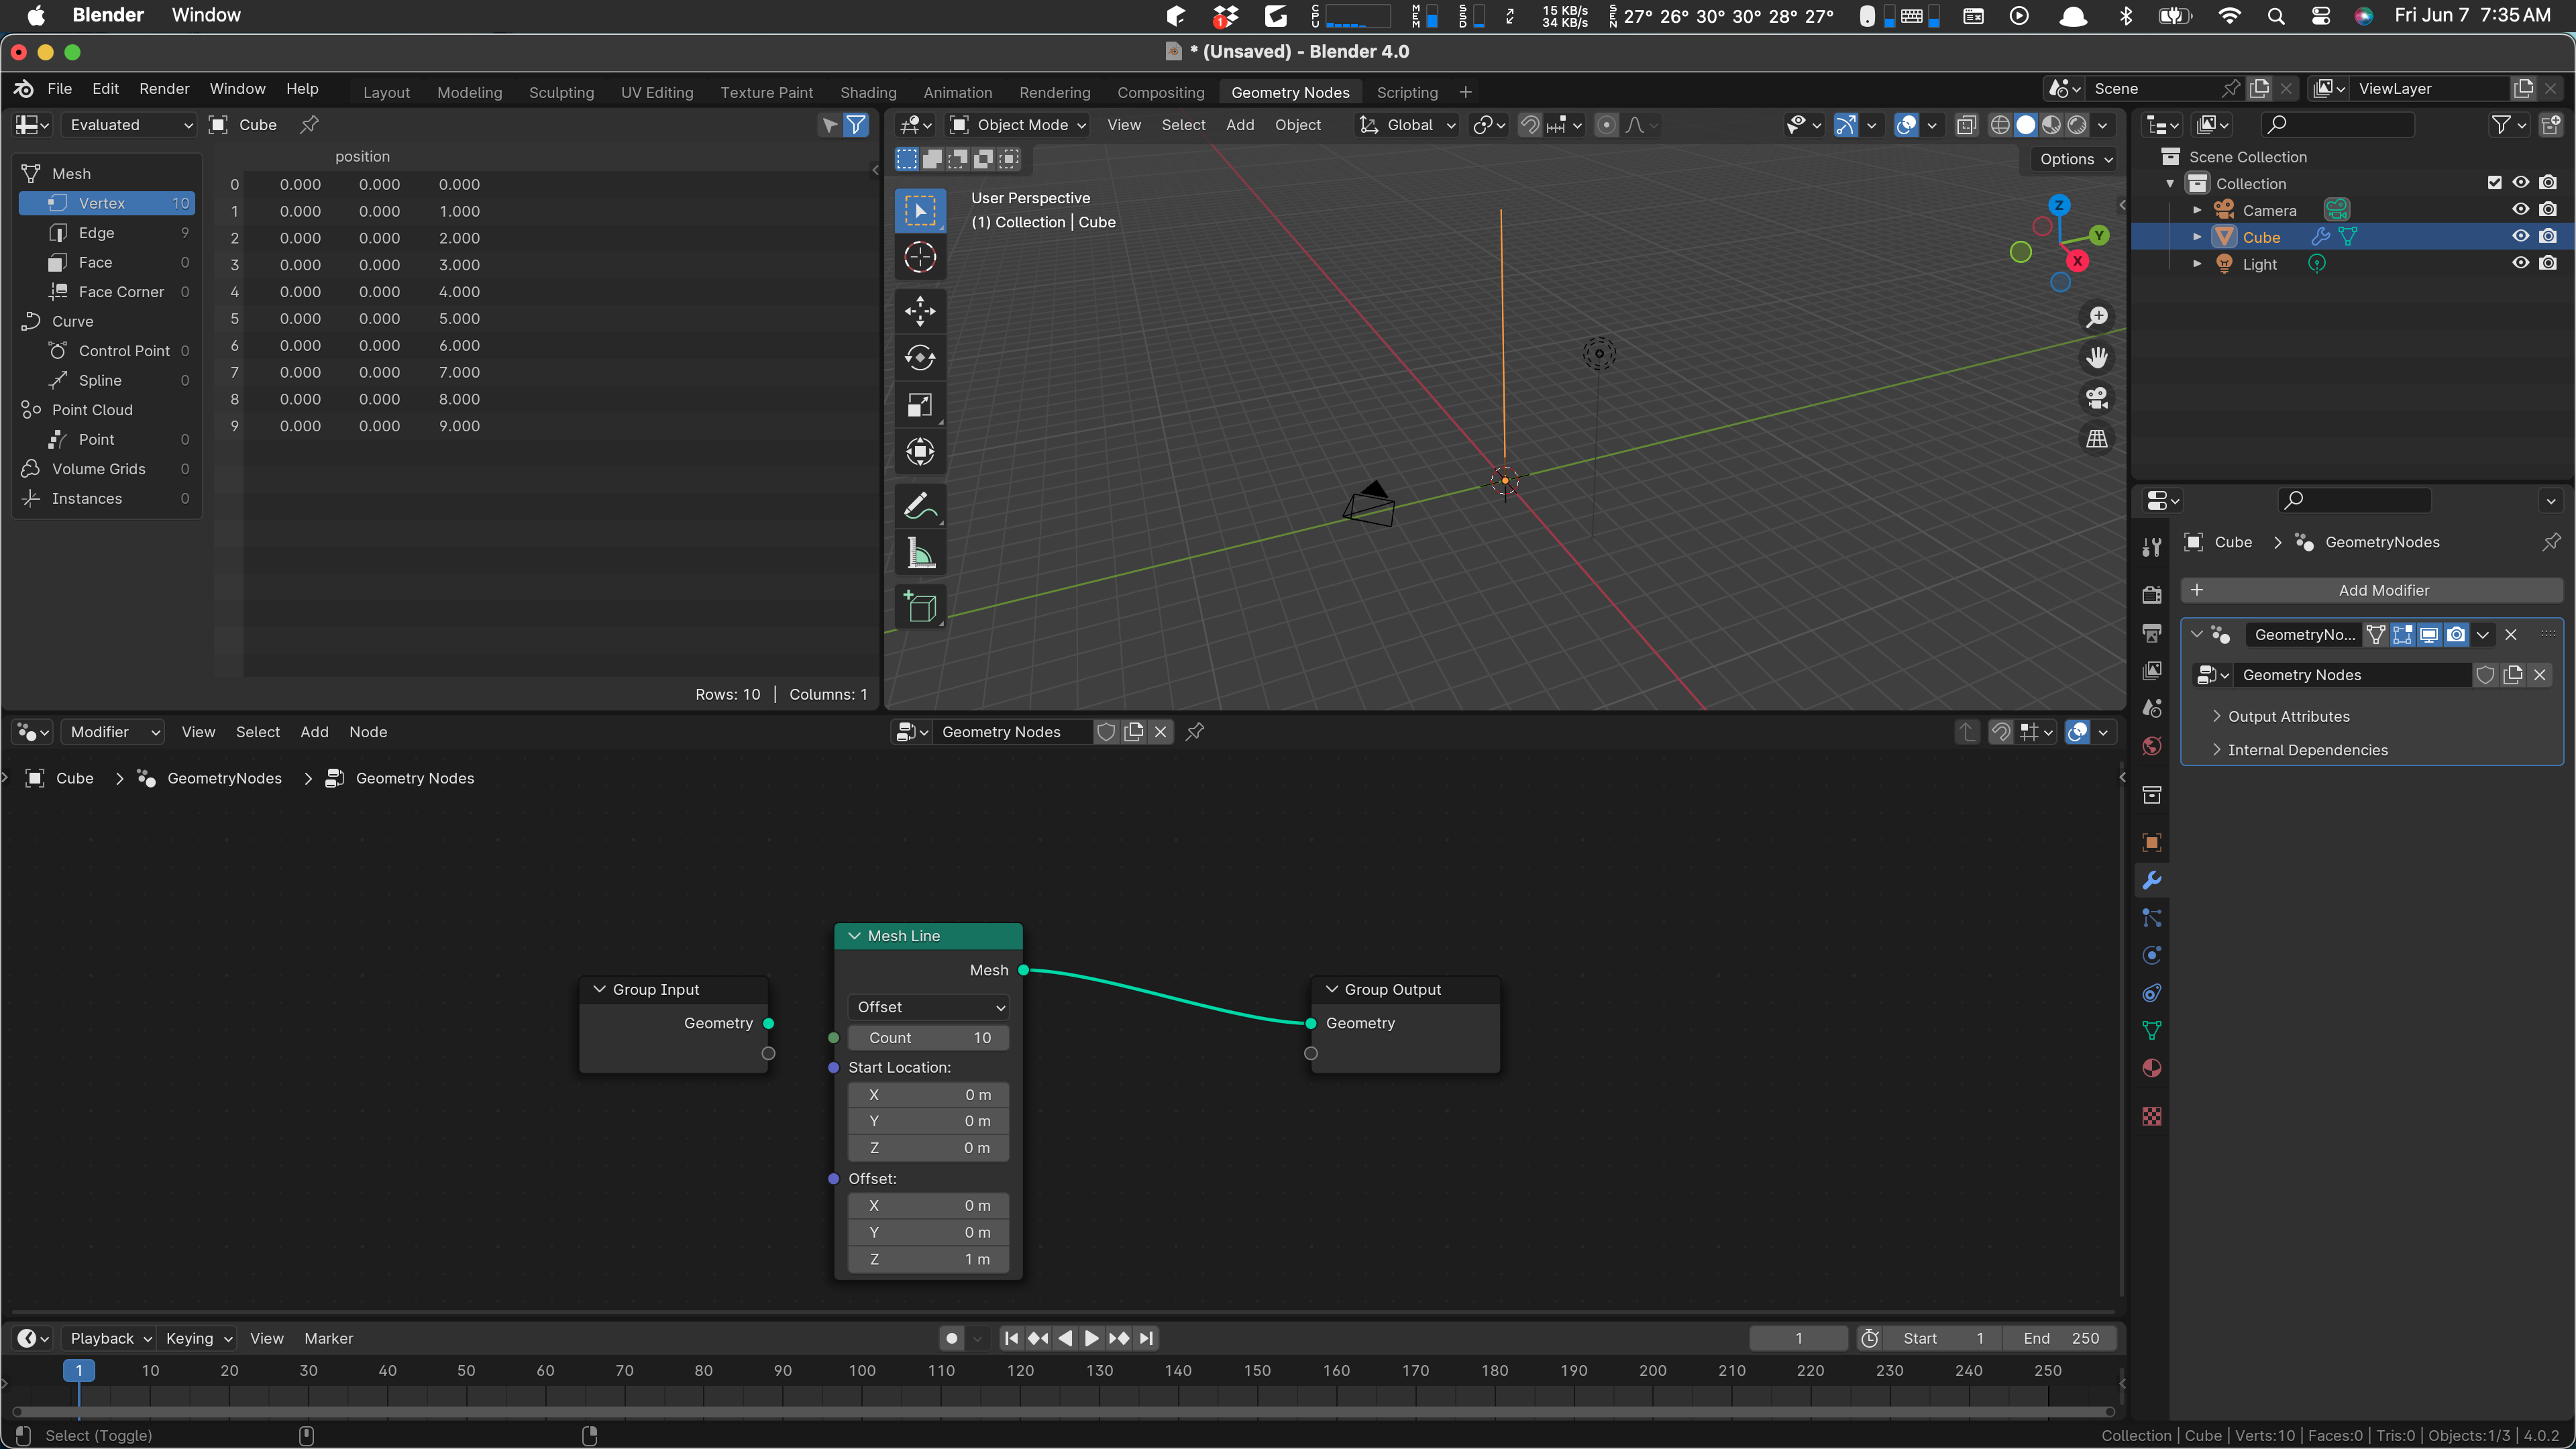 Blender Window
CPU MEM SSD 15 KB/s 34 KB/s SEN 27° 26° 30° 30° 28° 27° Fri Jun 7 7:35 AM
1
* (Unsaved) - Blender 4.0
File Edit Render Window Help Layout Modeling Sculpting UV Editing Texture Paint Shading Animation Rendering Compositing Geometry Nodes Scripting + Scene ViewLayer
Evaluated Cube
position
Mesh
Vertex 10
Edge 9
Face 0
Face Corner 0
Curve
Control Point 0
Spline 0
Point Cloud
Point 0
Volume Grids 0
Instances 0
0 0.000 0.000 0.000
1 0.000 0.000 1.000
2 0.000 0.000 2.000
3 0.000 0.000 3.000
4 0.000 0.000 4.000
5 0.000 0.000 5.000
6 0.000 0.000 6.000
7 0.000 0.000 7.000
8 0.000 0.000 8.000
9 0.000 0.000 9.000
Rows: 10 | Columns: 1
Object Mode View Select Add Object Global
Options
User Perspective
(1) Collection | Cube
Z
Y
X
Scene Collection
Collection
Camera
Cube
Light
Cube > GeometryNodes
+ Add Modifier
GeometryNo...
Geometry Nodes
Output Attributes
Internal Dependencies
Modifier View Select Add Node Geometry Nodes
Cube > GeometryNodes > Geometry Nodes
Group Input
Geometry
Mesh Line
Mesh
Offset
Count 10
Start Location:
X 0 m
Y 0 m
Z 0 m
Offset:
X 0 m
Y 0 m
Z 1 m
Group Output
Geometry
Playback Keying View Marker 1 Start 1 End 250
1 10 20 30 40 50 60 70 80 90 100 110 120 130 140 150 160 170 180 190 200 210 220 230 240 250
Select (Toggle)
Collection | Cube | Verts:10 | Faces:0 | Tris:0 | Objects:1/3 | 4.0.2